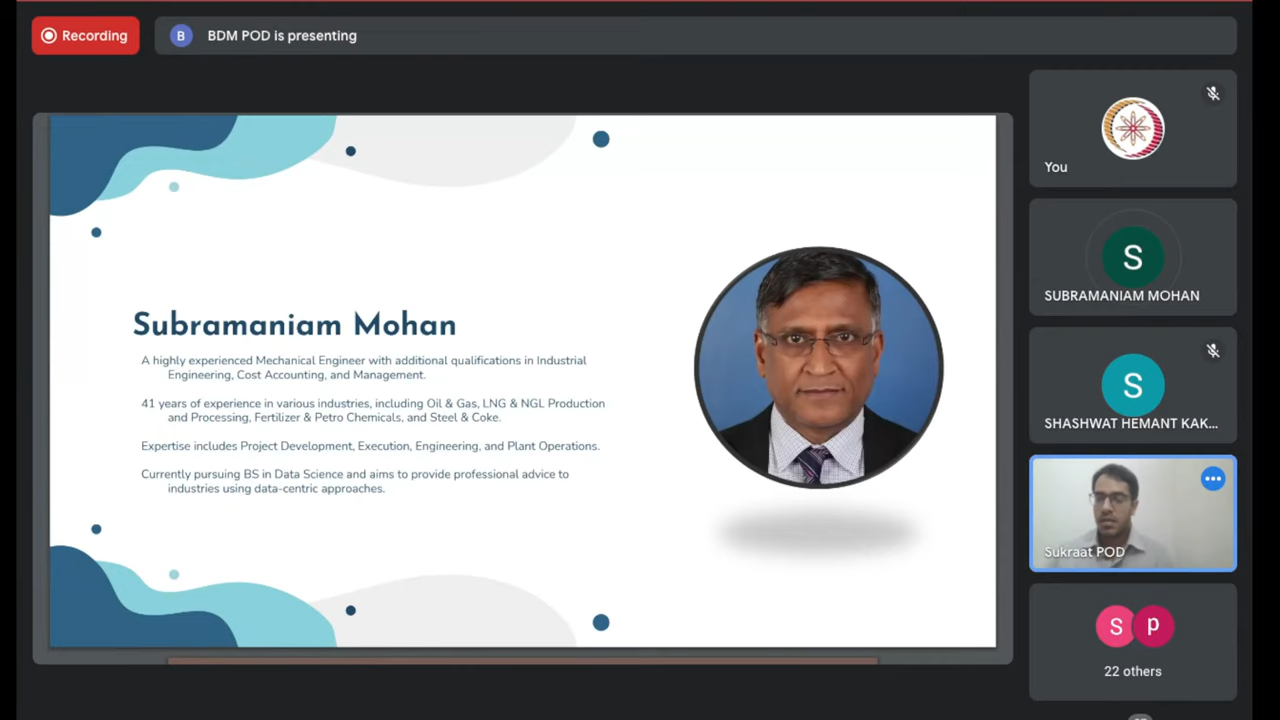 Recording
B
BDM POD is presenting
You
Subramaniam Mohan
A highly experienced Mechanical Engineer with additional qualifications in Industrial
Engineering, Cost Accounting, and Management.
41 years of experience in various industries, including Oil & Gas, LNG & NGL Production
and Processing, Fertilizer & Petro Chemicals, and Steel & Coke.
Expertise includes Project Development, Execution, Engineering, and Plant Operations.
Currently pursuing BS in Data Science and aims to provide professional advice to
industries using data-centric approaches.
S
SUBRAMANIAM MOHAN
S
SHASHWAT HEMANT KAK...
Sukraat POD
S
p
22 others